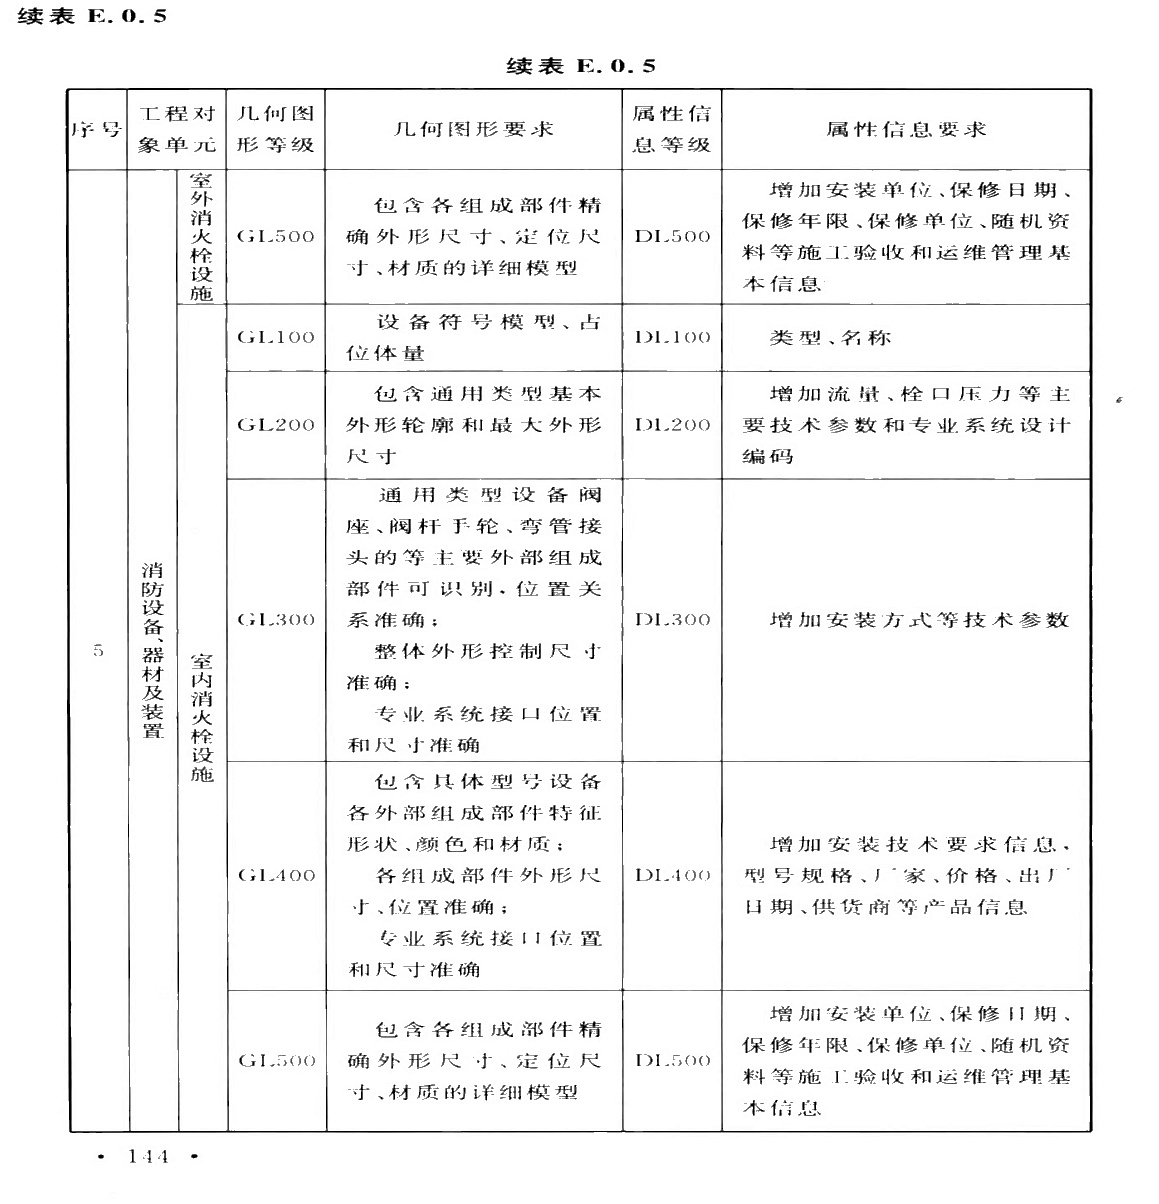 续表 E.0.5
续表 E.0.5
序号
工程对
象单元
几何图
形等级
几何图形要求
属性信
息等级
属性信息要求
5
消防设备、器材及装置
室外消火栓设施
GL500
包含各组成部件精
确外形尺寸、定位尺
寸、材质的详细模型
DL500
增加安装单位、保修日期、
保修年限、保修单位、随机资
料等施工验收和运维管理基
本信息
室内消火栓设施
GL100
设备符号模型、占
位体量
DL100
类型、名称
GL200
包含通用类型基本
外形轮廓和最大外形
尺寸
DL200
增加流量、栓口压力等主
要技术参数和专业系统设计
编码
GL300
通用类型设备阀
座、阀杆手轮、弯管接
头的等主要外部组成
部件可识别,位置关
系准确;
整体外形控制尺寸
准确;
专业系统接口位置
和尺寸准确
DL300
增加安装方式等技术参数
GL400
包含具体型号设备
各外部组成部件特征
形状、颜色和材质;
各组成部件外形尺
寸、位置准确;
专业系统接口位置
和尺寸准确
DL400
增加安装技术要求信息,
型号规格、厂家、价格、出厂
日期、供货商等产品信息
GL500
包含各组成部件精
确外形尺寸、定位尺
寸、材质的详细模型
DL500
增加安装单位、保修日期、
保修年限、保修单位、随机资
料等施工验收和运维管理基
本信息
• 144 •